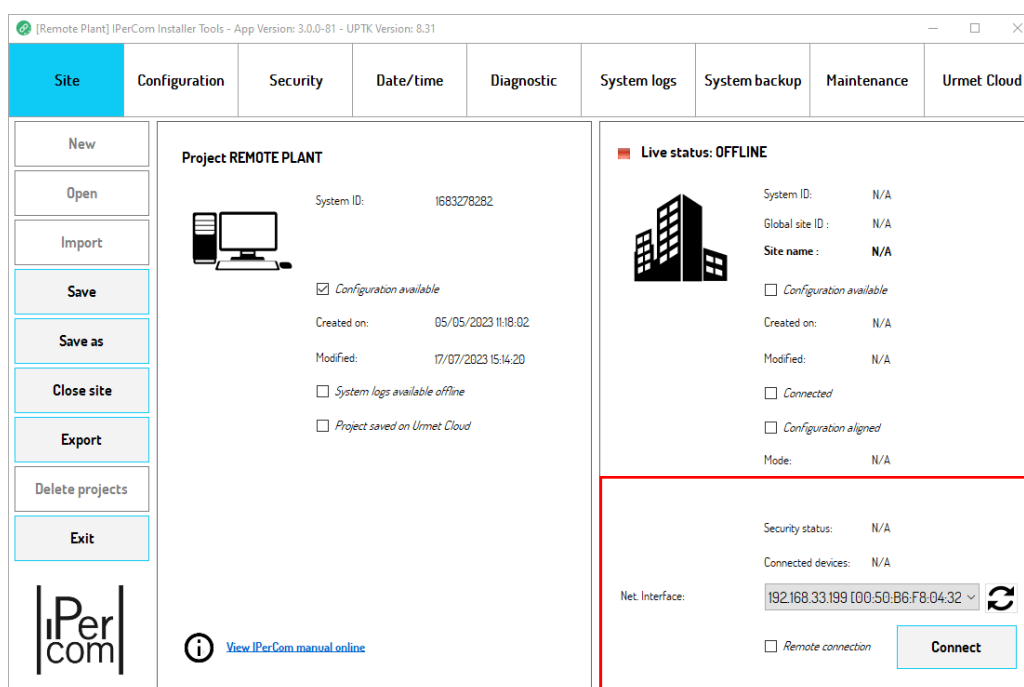 [Remote Plant] IPerCom Installer Tools - App Version: 3.0.0-81 - UPTK Version: 8.31
Site Configuration Security Date/time Diagnostic System logs System backup Maintenance Urmet Cloud
New
Open
Import
Save
Save as
Close site
Export
Delete projects
Exit
IPer
com
Project REMOTE PLANT
System ID: 1683278282
Configuration available
Created on: 05/05/2023 11:18:02
Modified: 17/07/2023 15:14:20
System logs available offline
Project saved on Urmet Cloud
View IPerCom manual online
Live status: OFFLINE
System ID: N/A
Global site ID : N/A
Site name : N/A
Configuration available
Created on: N/A
Modified: N/A
Connected
Configuration aligned
Mode: N/A
Security status: N/A
Connected devices: N/A
Net. Interface: 192.168.33.199 [00:50:B6:F8:04:32
Remote connection Connect